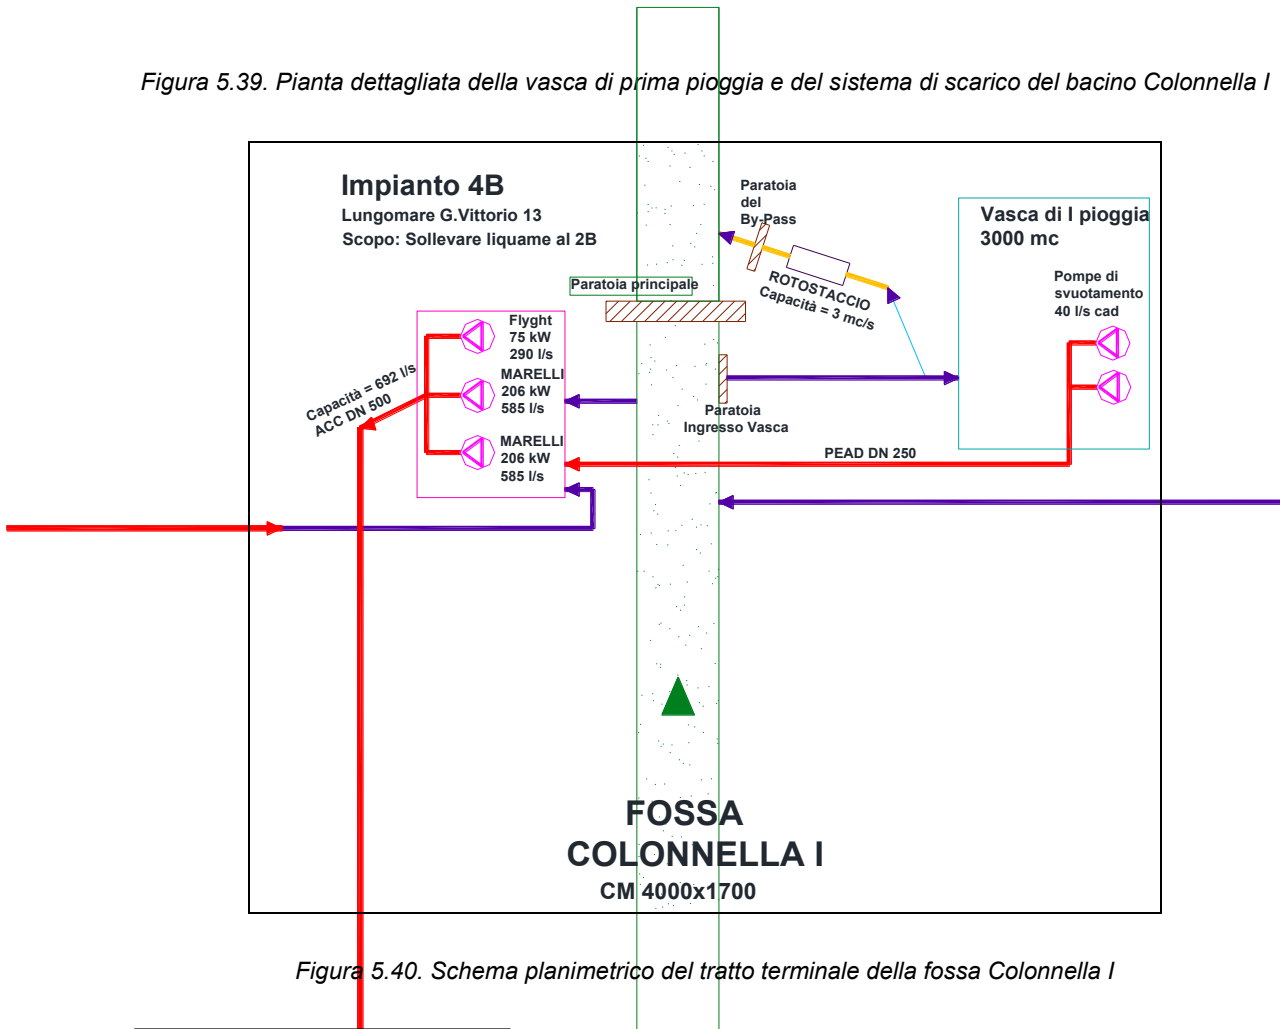 Figura 5.39. Pianta dettagliata della vasca di prima pioggia e del sistema di scarico del bacino Colonnella I
Impianto 4B
Lungomare G.Vittorio 13
Scopo: Sollevare liquame al 2B
Paratoia
del
By-Pass
Vasca di I pioggia
3000 mc
Paratoia principale
ROTOSTACCIO
Capacità = 3 mc/s
Pompe di
svuotamento
40 l/s cad
Flyght
75 kW
290 l/s
MARELLI
206 kW
585 l/s
Capacità = 692 l/s
ACC DN 500
Paratoia
Ingresso Vasca
MARELLI
206 kW
585 l/s
PEAD DN 250
FOSSA
COLONNELLA I
CM 4000x1700
Figura 5.40. Schema planimetrico del tratto terminale della fossa Colonnella I